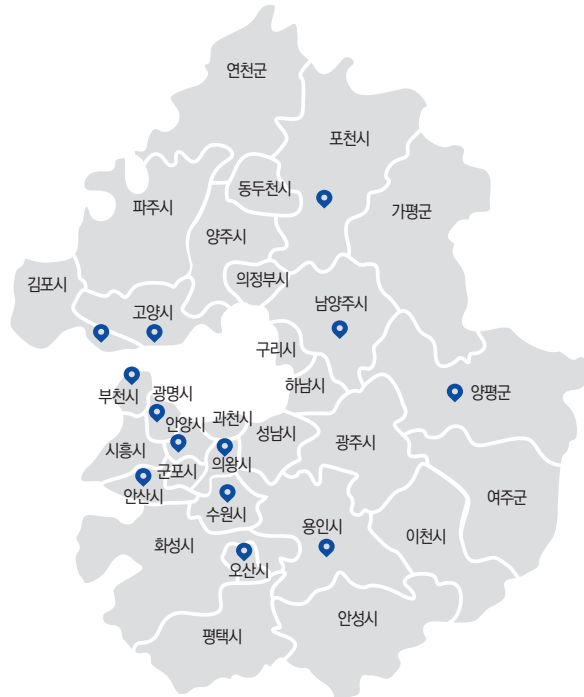 연천군
포천시
동두천시
파주시
가평군
양주시
의정부시
김포시
고양시
남양주시
구리시
하남시
부천시
광명시
양평군
안양시
과천시
성남시
광주시
시흥시
군포시
의왕시
안산시
여주군
수원시
용인시
이천시
화성시
오산시
안성시
평택시